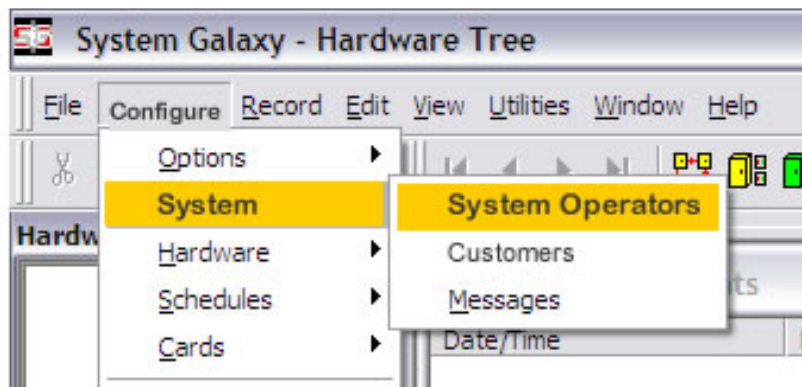 System Galaxy - Hardware Tree
File Configure Record Edit View Utilities Window Help
Options
System
System Operators
Hardw
Customers
Hardware
Messages
Schedules
ts
Cards
Date/Time